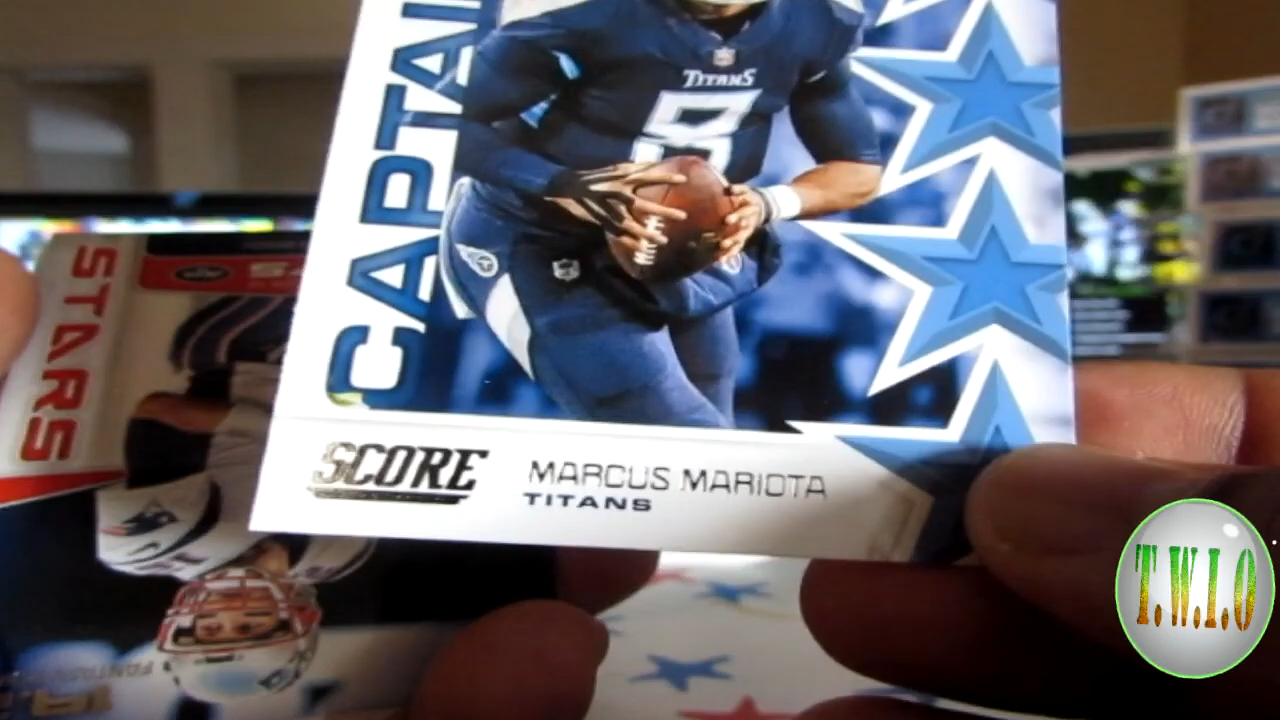 CAPTAI
TITANS
8
SCORE
MARCUS MARIOTA
TITANS
STARS
T.W.I.O